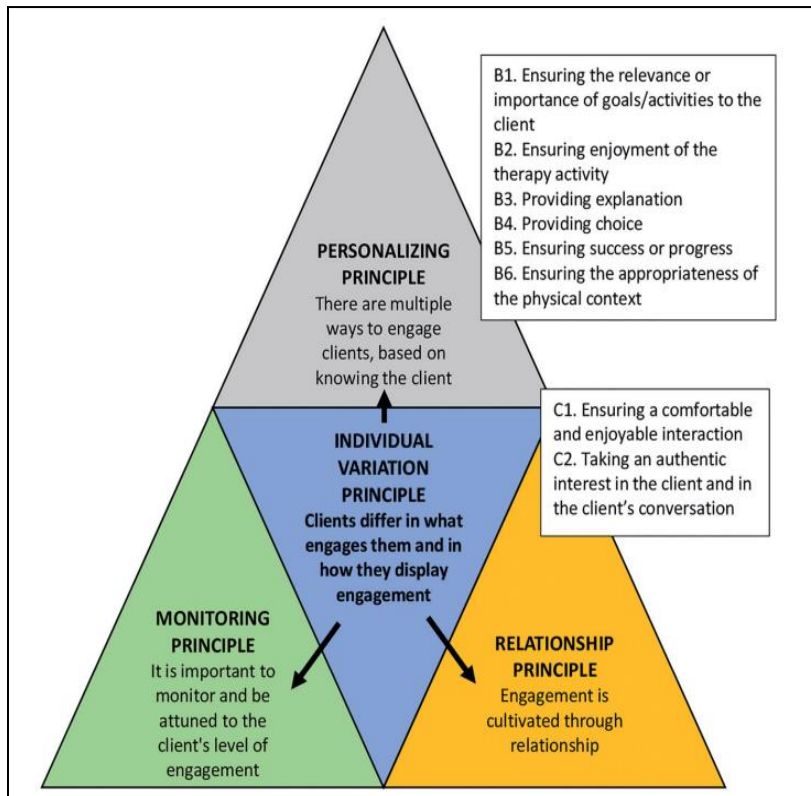 B1. Ensuring the relevance or
importance of goals/activities to the
client
B2. Ensuring enjoyment of the
therapy activity
B3. Providing explanation
B4. Providing choice
B5. Ensuring success or progress
B6. Ensuring the appropriateness of
the physical context
PERSONALIZING
PRINCIPLE
There are multiple
ways to engage
clients, based on
knowing the client
C1. Ensuring a comfortable
and enjoyable interaction
C2. Taking an authentic
interest in the client and in
the client's conversation
INDIVIDUAL
VARIATION
PRINCIPLE
Clients differ in what
engages them and in
how they display
engagement
MONITORING
PRINCIPLE
It is important to
monitor and be
attuned to the
client's level of
engagement
RELATIONSHIP
PRINCIPLE
Engagement is
cultivated through
relationship